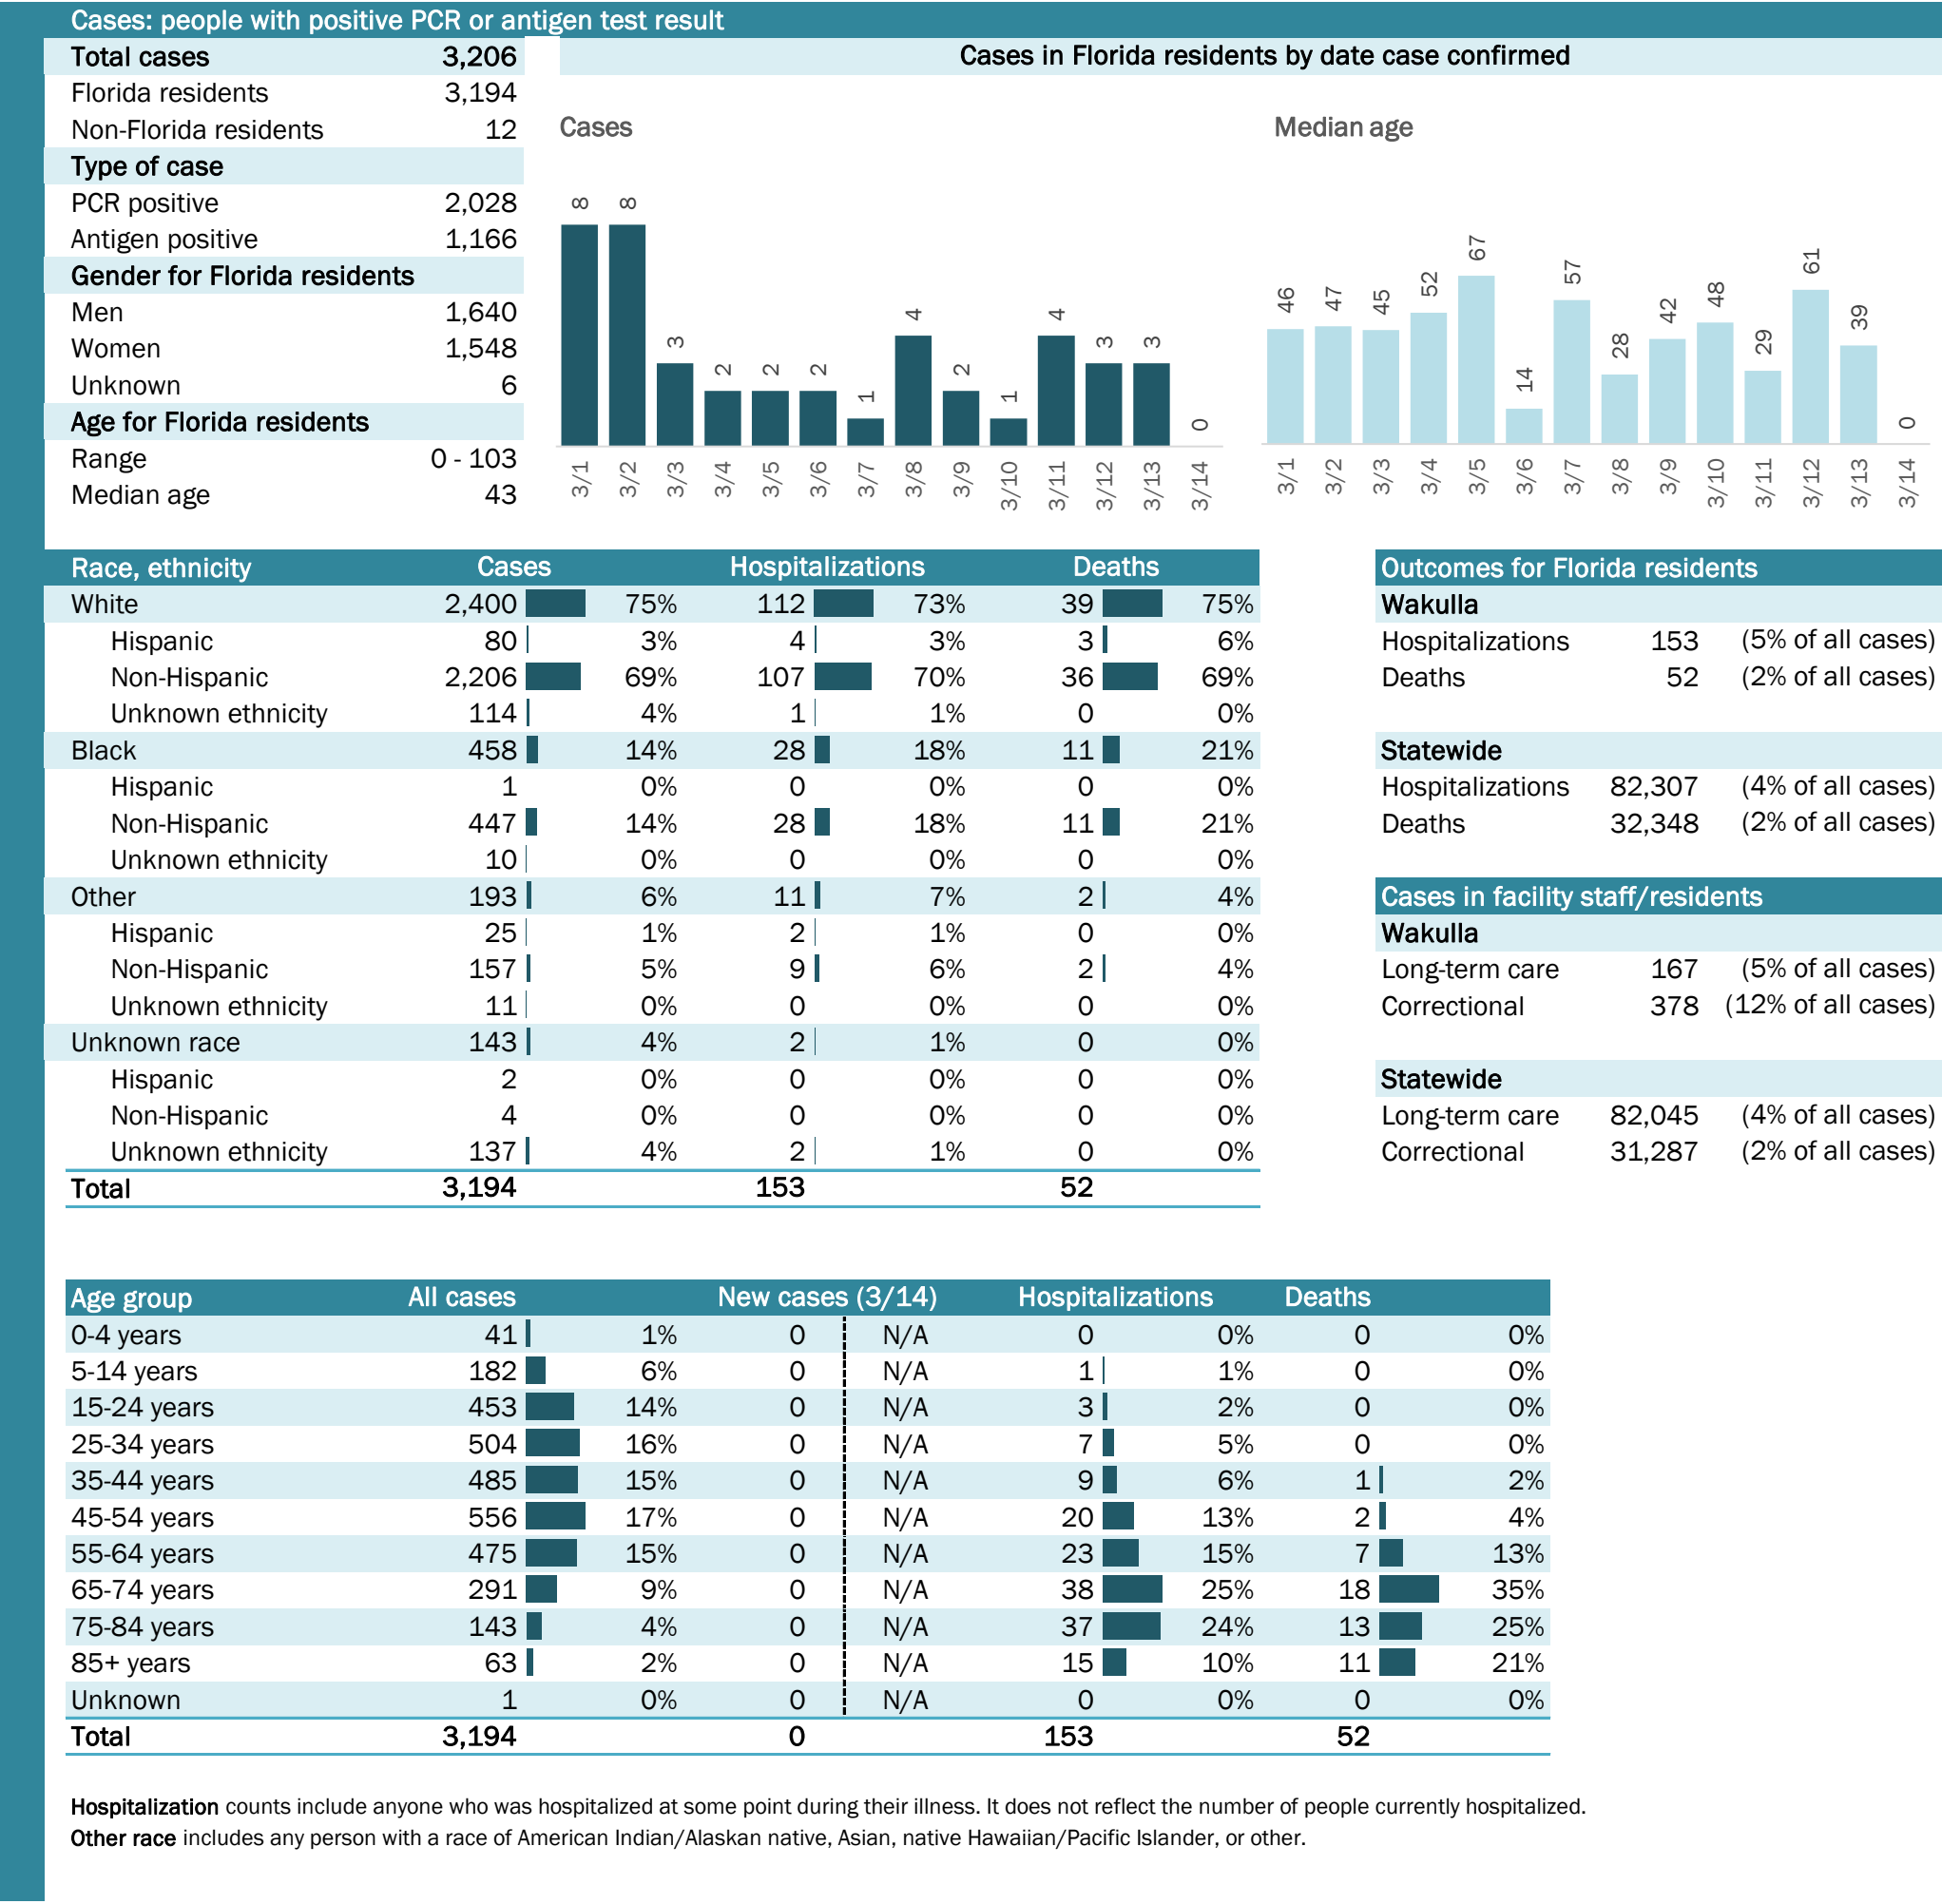 Cases: people with positive PCR or antigen test result
Total cases 3,206
Florida residents 3,194
Non-Florida residents 12
Type of case
PCR positive 2,028
Antigen positive 1,166
Gender for Florida residents
Men 1,640
Women 1,548
Unknown 6
Age for Florida residents
Range 0 - 103
Median age 43
Cases in Florida residents by date case confirmed
Cases
8 8 3 2 2 2 1 4 2 1 4 3 3 0
3/1 3/2 3/3 3/4 3/5 3/6 3/7 3/8 3/9 3/10 3/11 3/12 3/13 3/14
Median age
46 47 45 52 67 14 57 28 42 48 29 61 39 0
3/1 3/2 3/3 3/4 3/5 3/6 3/7 3/8 3/9 3/10 3/11 3/12 3/13 3/14
Race, ethnicity Cases Hospitalizations Deaths
White 2,400 75% 112 73% 39 75%
Hispanic 80 3% 4 3% 3 6%
Non-Hispanic 2,206 69% 107 70% 36 69%
Unknown ethnicity 114 4% 1 1% 0 0%
Black 458 14% 28 18% 11 21%
Hispanic 1 0% 0 0% 0 0%
Non-Hispanic 447 14% 28 18% 11 21%
Unknown ethnicity 10 0% 0 0% 0 0%
Other 193 6% 11 7% 2 4%
Hispanic 25 1% 2 1% 0 0%
Non-Hispanic 157 5% 9 6% 2 4%
Unknown ethnicity 11 0% 0 0% 0 0%
Unknown race 143 4% 2 1% 0 0%
Hispanic 2 0% 0 0% 0 0%
Non-Hispanic 4 0% 0 0% 0 0%
Unknown ethnicity 137 4% 2 1% 0 0%
Total 3,194 153 52
Outcomes for Florida residents
Wakulla
Hospitalizations 153 (5% of all cases)
Deaths 52 (2% of all cases)
Statewide
Hospitalizations 82,307 (4% of all cases)
Deaths 32,348 (2% of all cases)
Cases in facility staff/residents
Wakulla
Long-term care 167 (5% of all cases)
Correctional 378 (12% of all cases)
Statewide
Long-term care 82,045 (4% of all cases)
Correctional 31,287 (2% of all cases)
Age group All cases New cases (3/14) Hospitalizations Deaths
0-4 years 41 1% 0 N/A 0 0% 0 0%
5-14 years 182 6% 0 N/A 1 1% 0 0%
15-24 years 453 14% 0 N/A 3 2% 0 0%
25-34 years 504 16% 0 N/A 7 5% 0 0%
35-44 years 485 15% 0 N/A 9 6% 1 2%
45-54 years 556 17% 0 N/A 20 13% 2 4%
55-64 years 475 15% 0 N/A 23 15% 7 13%
65-74 years 291 9% 0 N/A 38 25% 18 35%
75-84 years 143 4% 0 N/A 37 24% 13 25%
85+ years 63 2% 0 N/A 15 10% 11 21%
Unknown 1 0% 0 N/A 0 0% 0 0%
Total 3,194 0 153 52
Hospitalization counts include anyone who was hospitalized at some point during their illness. It does not reflect the number of people currently hospitalized.
Other race includes any person with a race of American Indian/Alaskan native, Asian, native Hawaiian/Pacific Islander, or other.